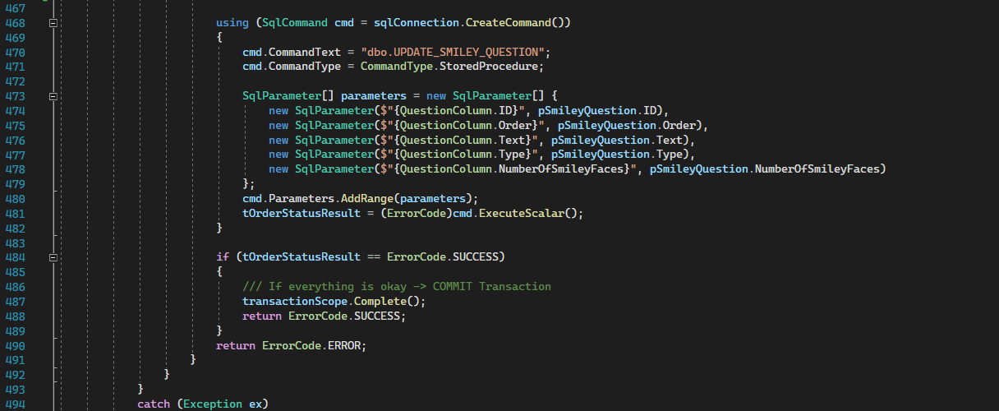 467
468 using (SqlCommand cmd = sqlConnection.CreateCommand())
469 {
470 cmd.CommandText = "dbo.UPDATE_SMILEY_QUESTION";
471 cmd.CommandType = CommandType.StoredProcedure;
472
473 SqlParameter[] parameters = new SqlParameter[] {
474 new SqlParameter($"{QuestionColumn.ID}", pSmileyQuestion.ID),
475 new SqlParameter($"{QuestionColumn.Order}", pSmileyQuestion.Order),
476 new SqlParameter($"{QuestionColumn.Text}", pSmileyQuestion.Text),
477 new SqlParameter($"{QuestionColumn.Type}", pSmileyQuestion.Type),
478 new SqlParameter($"{QuestionColumn.NumberOfSmileyFaces}", pSmileyQuestion.NumberOfSmileyFaces)
479 };
480 cmd.Parameters.AddRange(parameters);
481 tOrderStatusResult = (ErrorCode)cmd.ExecuteScalar();
482 }
483
484 if (tOrderStatusResult == ErrorCode.SUCCESS)
485 {
486 /// If everything is okay -> COMMIT Transaction
487 transactionScope.Complete();
488 return ErrorCode.SUCCESS;
489 }
490 return ErrorCode.ERROR;
491 }
492 }
493 }
494 catch (Exception ex)